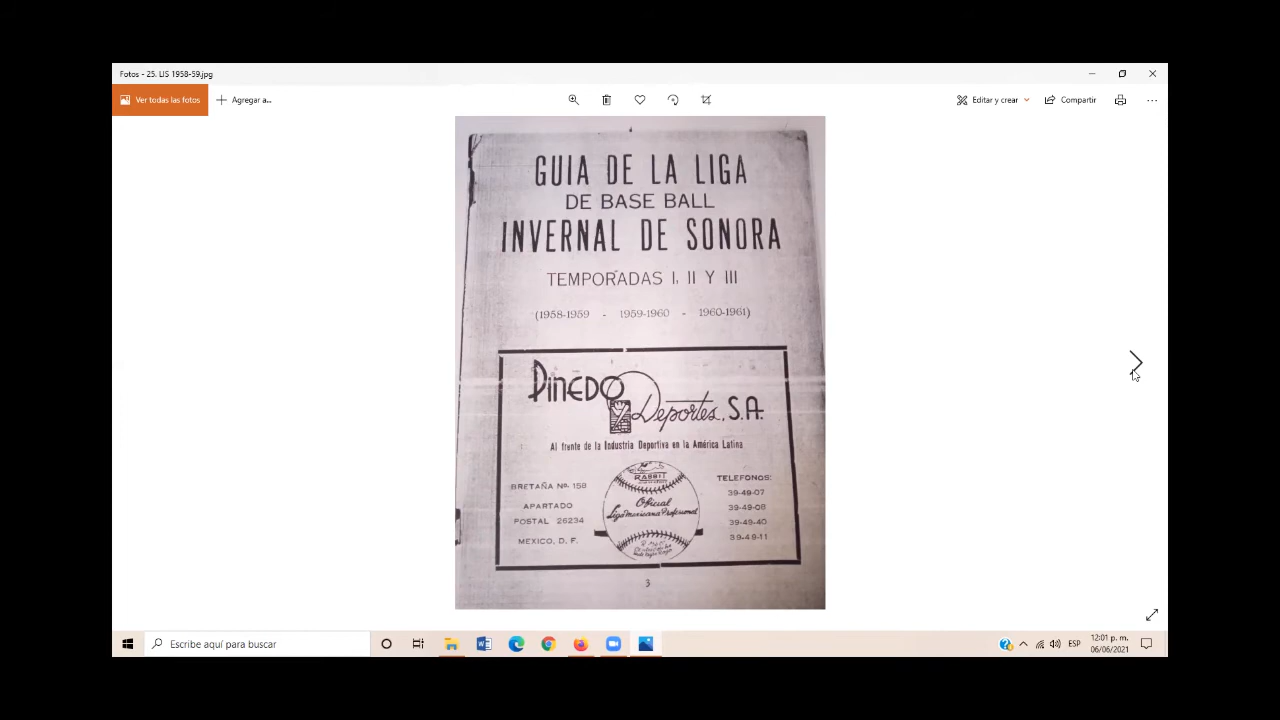 Fotos - 25. LIS 1958-59.jpg
Ver todas las fotos
Agregar a...
Editar y crear
Compartir
GUIA DE LA LIGA
DE BASE BALL
INVERNAL DE SONORA
TEMPORADAS I, II Y III
(1958-1959 - 1959-1960 - 1960-1961)
PINEDO
Deportes, S.A.
Al frente de la Industria Deportiva en la América Latina
BRETAÑA No. 158
APARTADO
POSTAL 26234
MEXICO, D. F.
RABBIT
Oficial
Liga Mexicana Profesional
TELEFONOS:
39-49-07
39-49-08
39-49-40
39-49-11
3
Escribe aquí para buscar
ESP
12:01 p. m.
06/06/2021